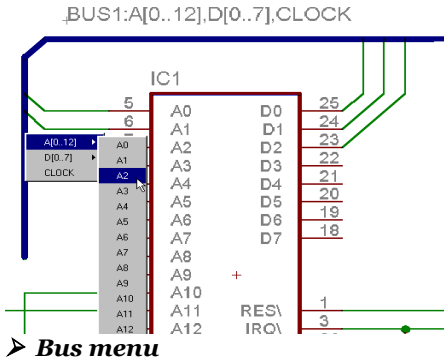 BUS1:A[0..12],D[0..7],CLOCK
IC1
5 A0 D0 25
6 A1 D1 24
A2 D2 23
A3 D3 22
A4 D4 21
A5 D5 20
A6 D6 19
A7 D7 18
A8
A9
A10
A11 RES\ 1
A12 IRQ\ 3
A[0..12]
D[0..7]
CLOCK
A0
A1
A2
A3
A4
A5
A6
A7
A8
A9
A10
A11
A12
➢ Bus menu